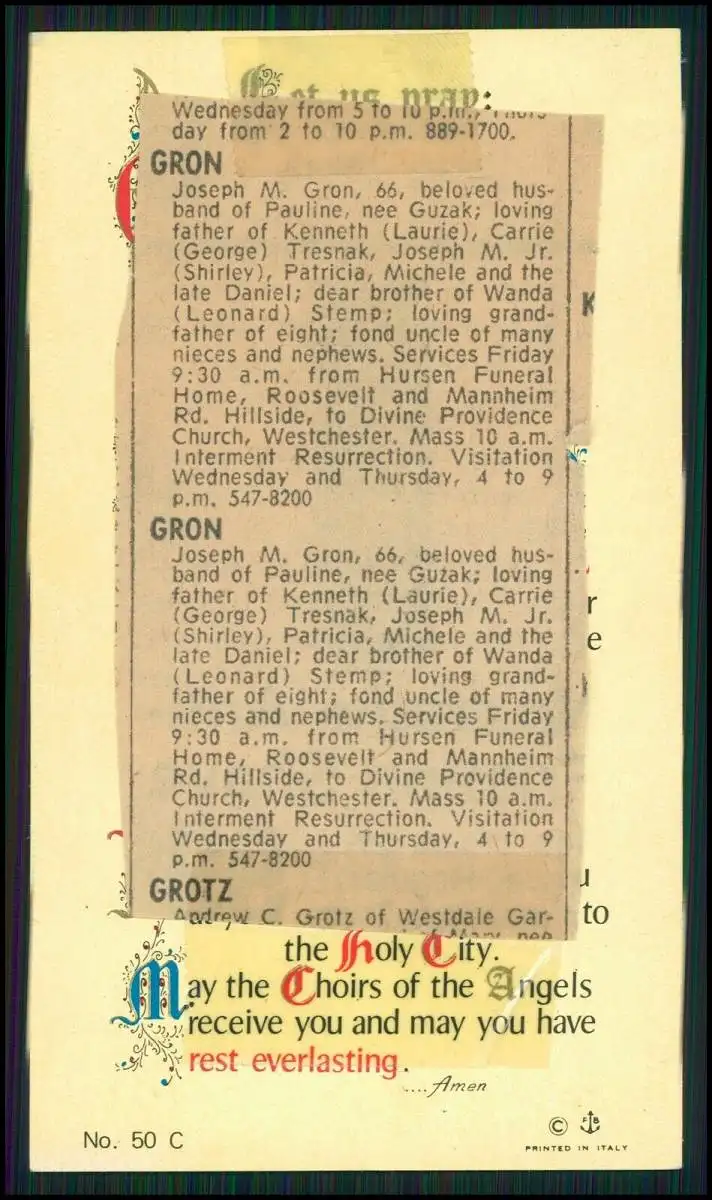 Let us pray:
Wednesday from 5 to 10 p.m.,
day from 2 to 10 p.m. 889-1700.
GRON
Joseph M. Gron, 66, beloved hus-
band of Pauline, nee Guzak; loving
father of Kenneth (Laurie), Carrie
(George) Tresnak, Joseph M. Jr.
(Shirley), Patricia, Michele and the
late Daniel; dear brother of Wanda
(Leonard) Stemp; loving grand-
father of eight; fond uncle of many
nieces and nephews. Services Friday
9:30 a.m. from Hursen Funeral
Home, Roosevelt and Mannheim
Rd. Hillside, to Divine Providence
Church, Westchester. Mass 10 a.m.
Interment Resurrection. Visitation
Wednesday and Thursday, 4 to 9
p.m. 547-8200
GRON
Joseph M. Gron, 66, beloved hus-
band of Pauline, nee Guzak; loving
father of Kenneth (Laurie), Carrie
(George) Tresnak, Joseph M. Jr.
(Shirley), Patricia, Michele and the
late Daniel; dear brother of Wanda
(Leonard) Stemp; loving grand-
father of eight; fond uncle of many
nieces and nephews. Services Friday
9:30 a.m. from Hursen Funeral
Home, Roosevelt and Mannheim
Rd. Hillside, to Divine Providence
Church, Westchester. Mass 10 a.m.
Interment Resurrection. Visitation
Wednesday and Thursday, 4 to 9
p.m. 547-8200
GROTZ
Andrew C. Grotz of Westdale Gar-
to
the Holy City.
May the Choirs of the Angels
receive you and may you have
rest everlasting.
....Amen
No. 50 C
© FB
PRINTED IN ITALY